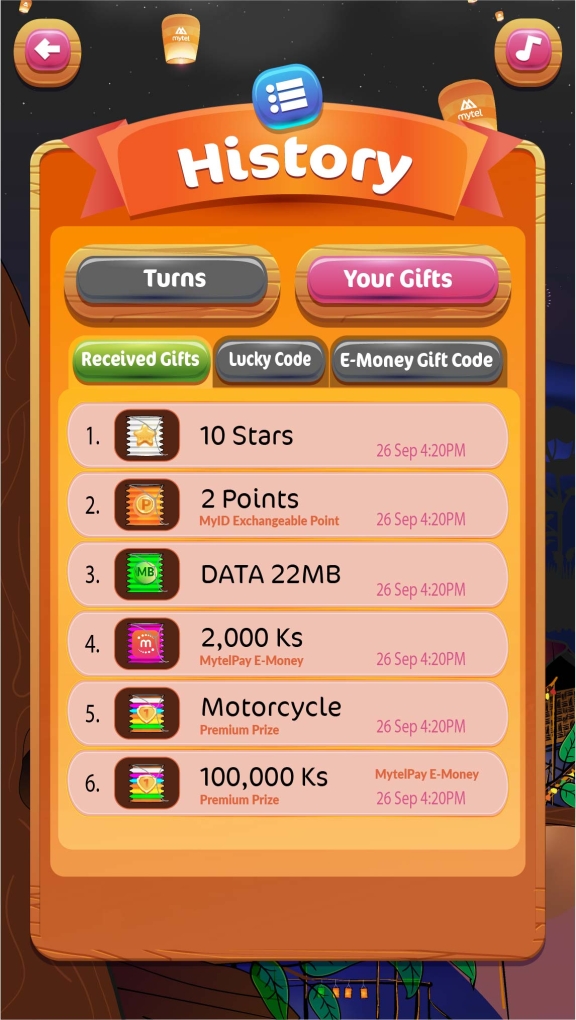 mytel
mytel
History
Turns
Your Gifts
Received Gifts
Lucky Code
E-Money Gift Code
1.
10 Stars
26 Sep 4:20PM
2.
P
2 Points
MyID Exchangeable Point
26 Sep 4:20PM
3.
MB
DATA 22MB
26 Sep 4:20PM
4.
m
2,000 Ks
MytelPay E-Money
26 Sep 4:20PM
5.
1
Motorcycle
Premium Prize
26 Sep 4:20PM
6.
1
100,000 Ks
MytelPay E-Money
Premium Prize
26 Sep 4:20PM